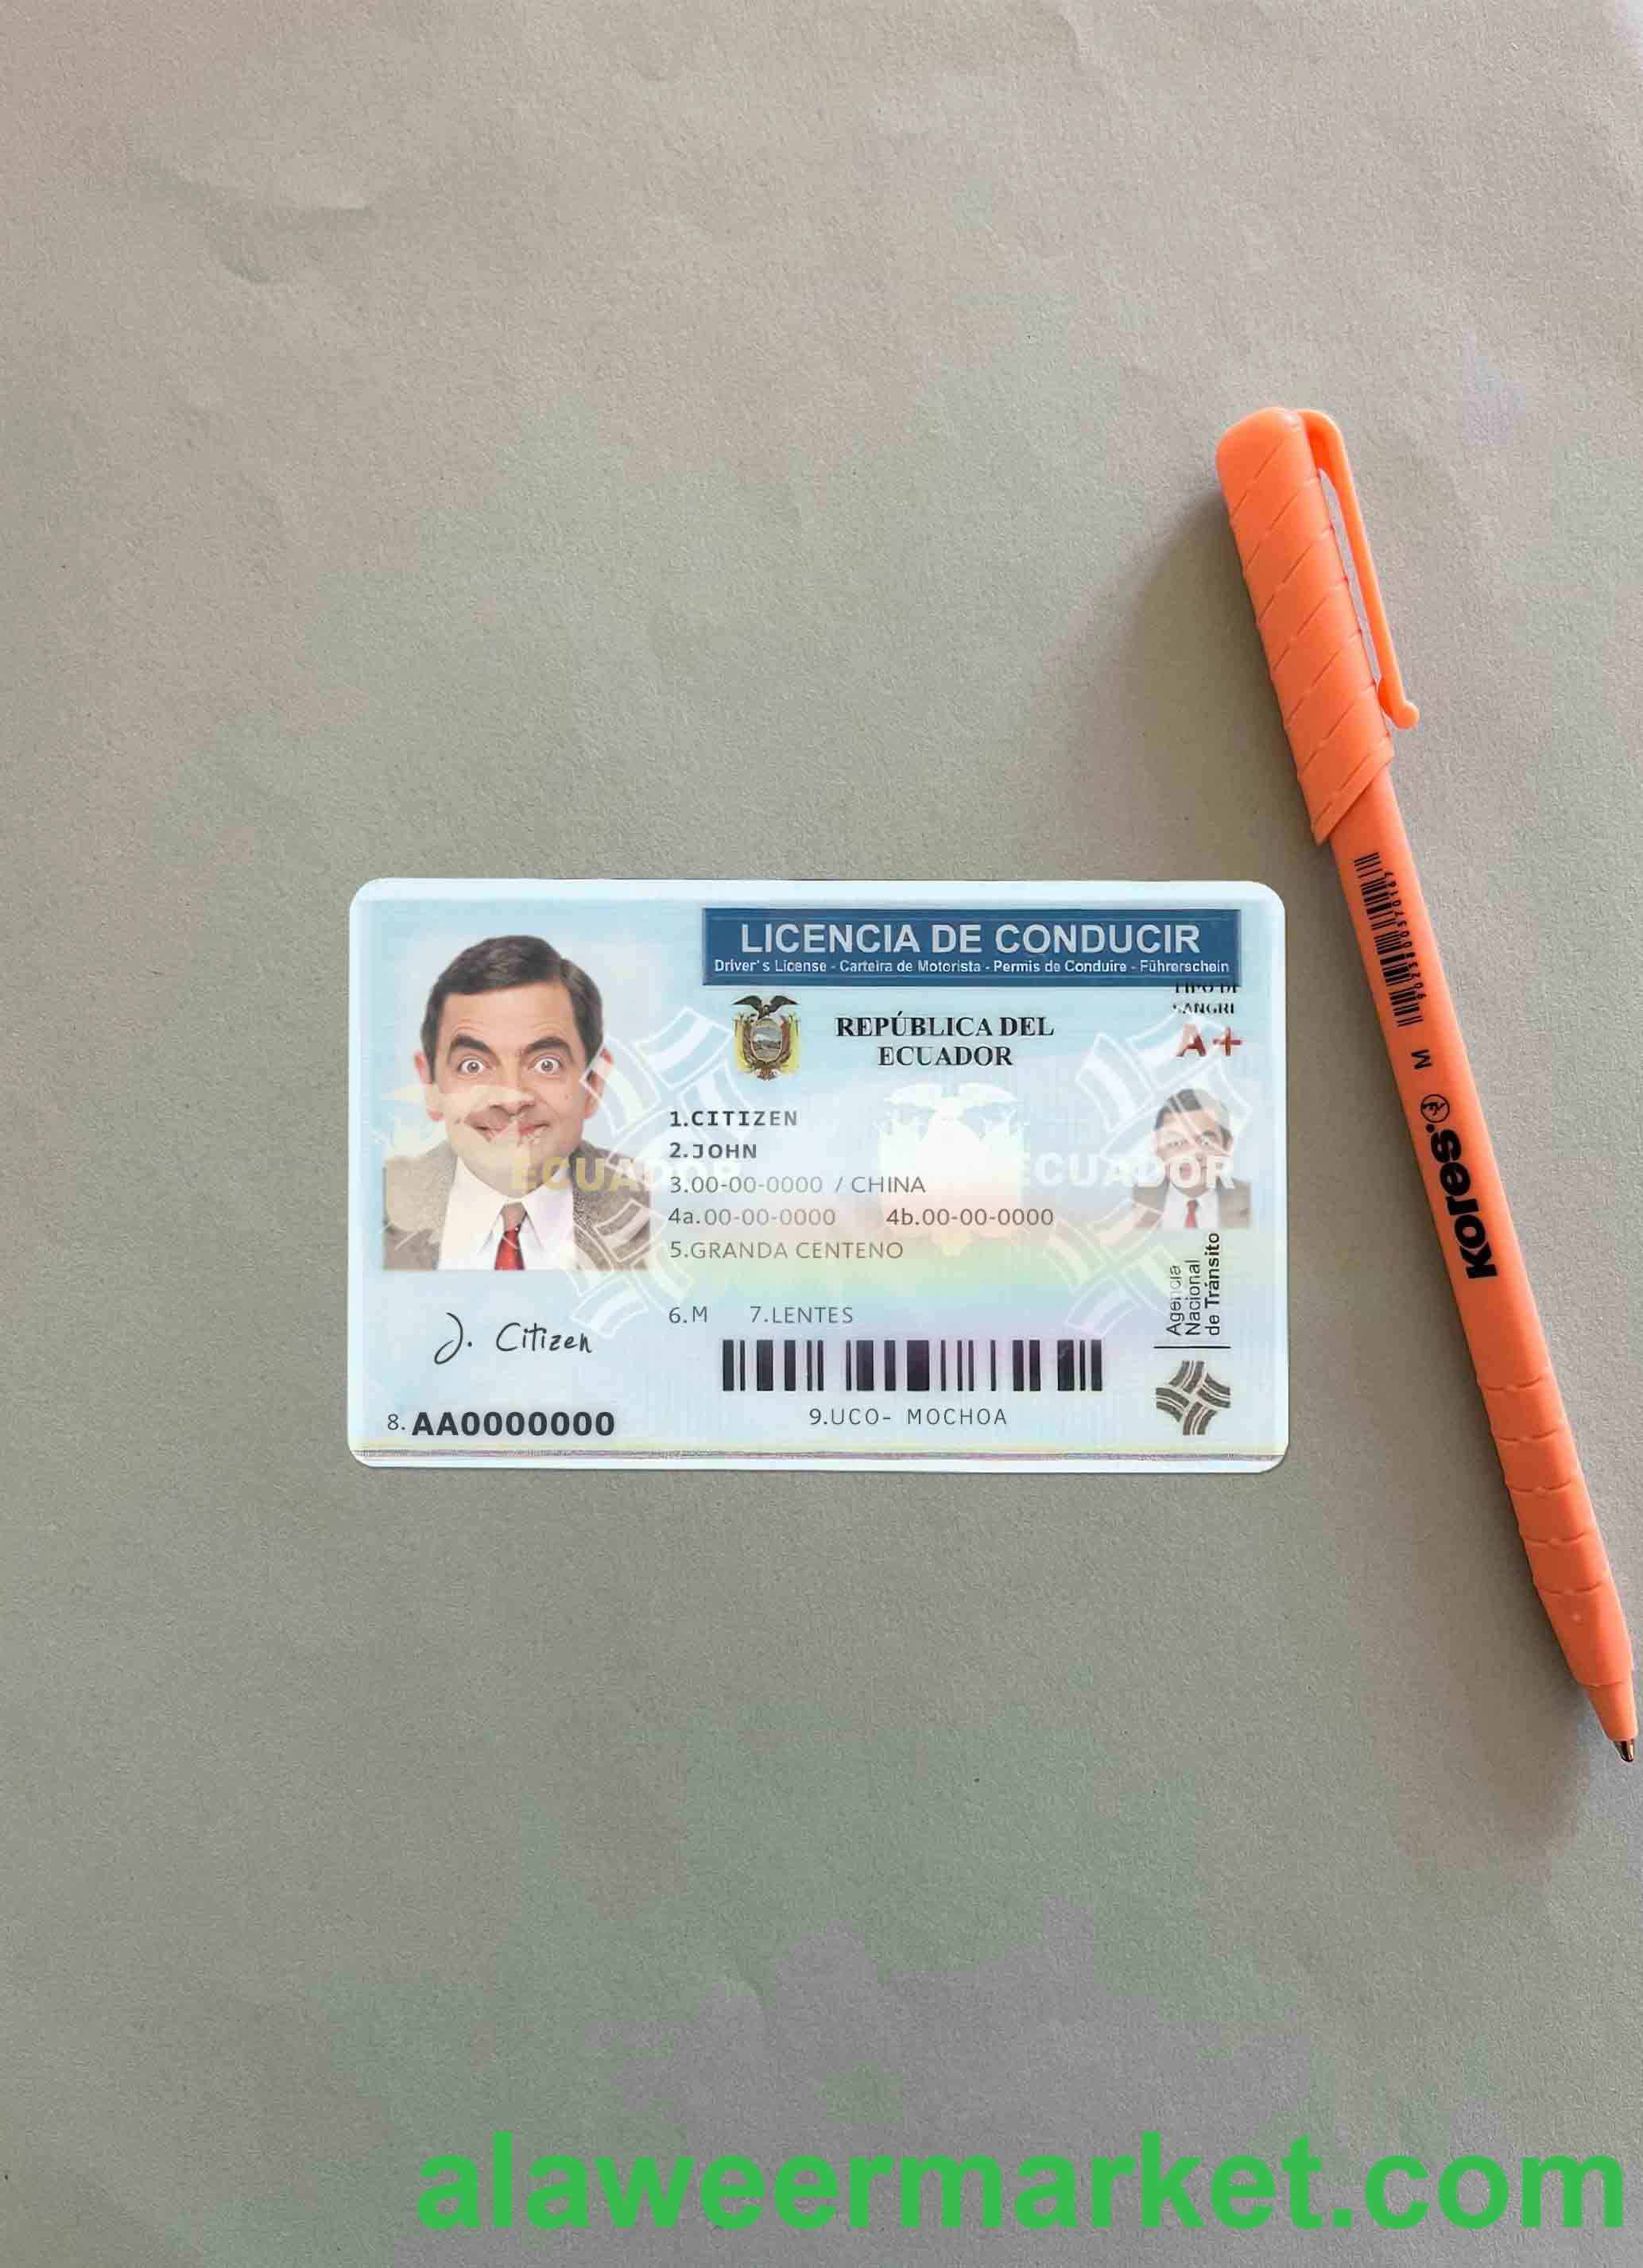 LICENCIA DE CONDUCIR
Driver's License - Carteira de Motorista - Permis de Conduire - Führerschein
TIPO DE
SANGRE
A+
REPÚBLICA DEL
ECUADOR
1.CITIZEN
2.JOHN
ECUADOR
ECUADOR
3.00-00-0000 / CHINA
4a.00-00-0000 4b.00-00-0000
5.GRANDA CENTENO
6.M 7.LENTES
J. Citizen
8. AA0000000
9.UCO- MOCHOA
Agencia
Nacional
de Tránsito
M
Kores
alaweermarket.com